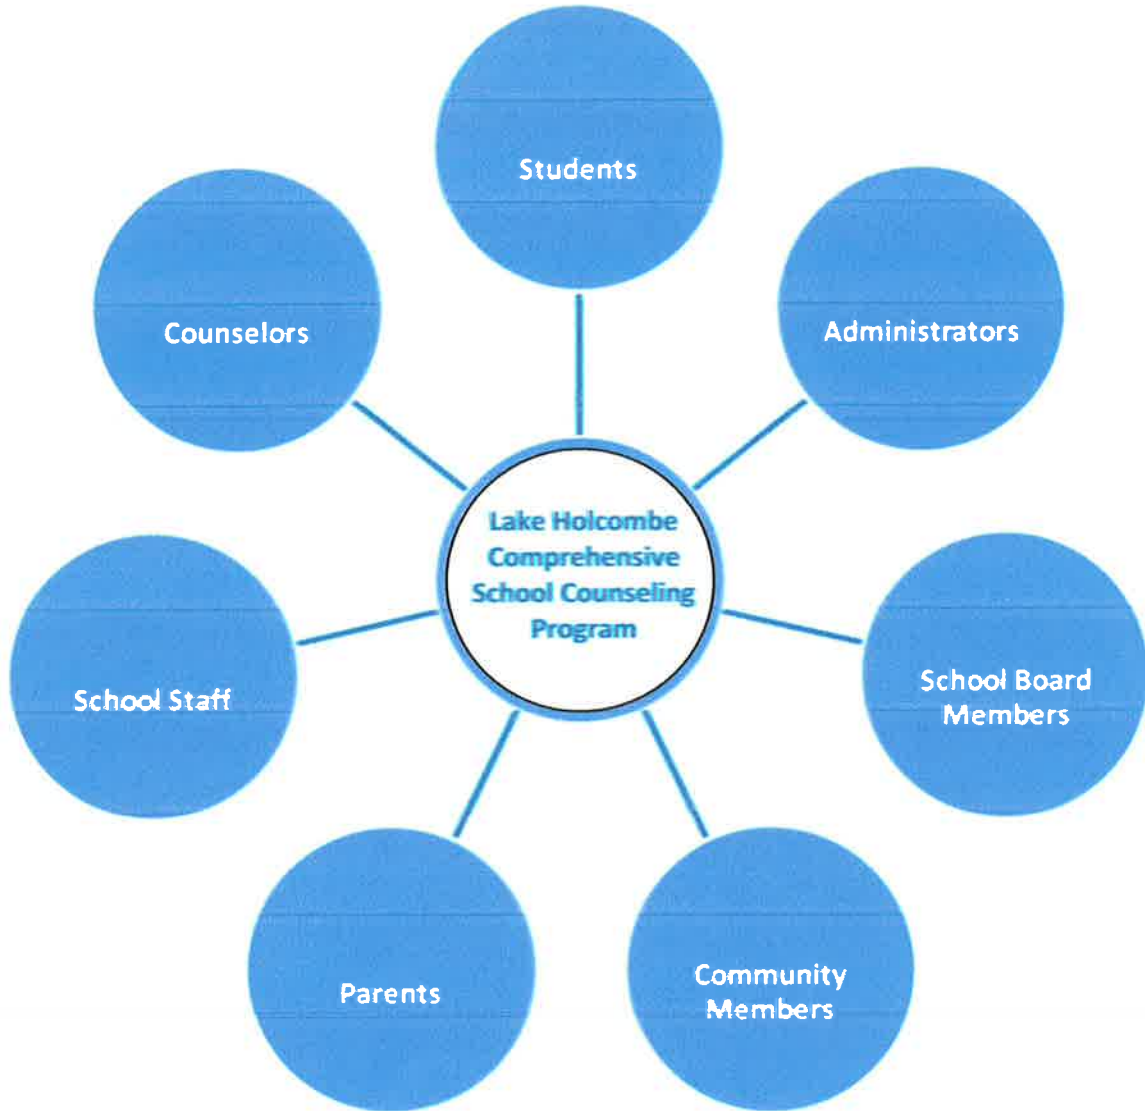 Students
Counselors
Administrators
Lake Holcombe
Comprehensive
School Counseling
Program
School Staff
School Board
Members
Parents
Community
Members